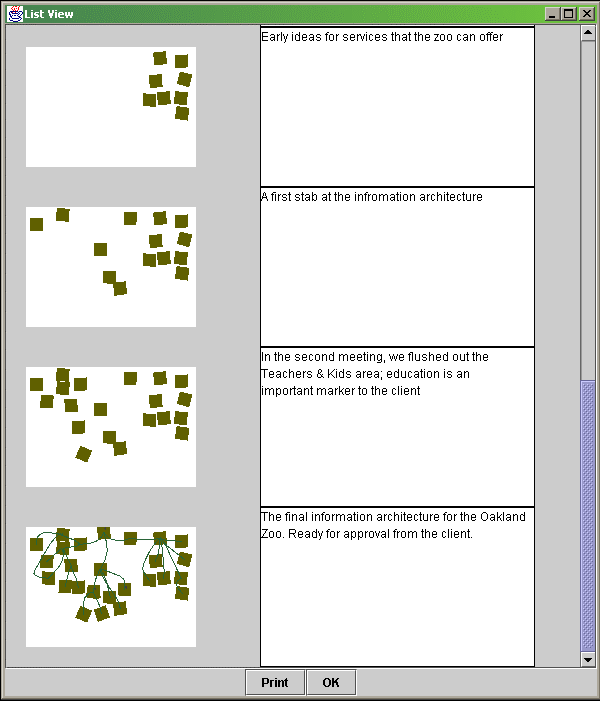 List View
Early ideas for services that the zoo can offer
A first stab at the infromation architecture
In the second meeting, we flushed out the
Teachers & Kids area; education is an
important marker to the client
The final information architecture for the Oakland
Zoo. Ready for approval from the client.
Print
OK